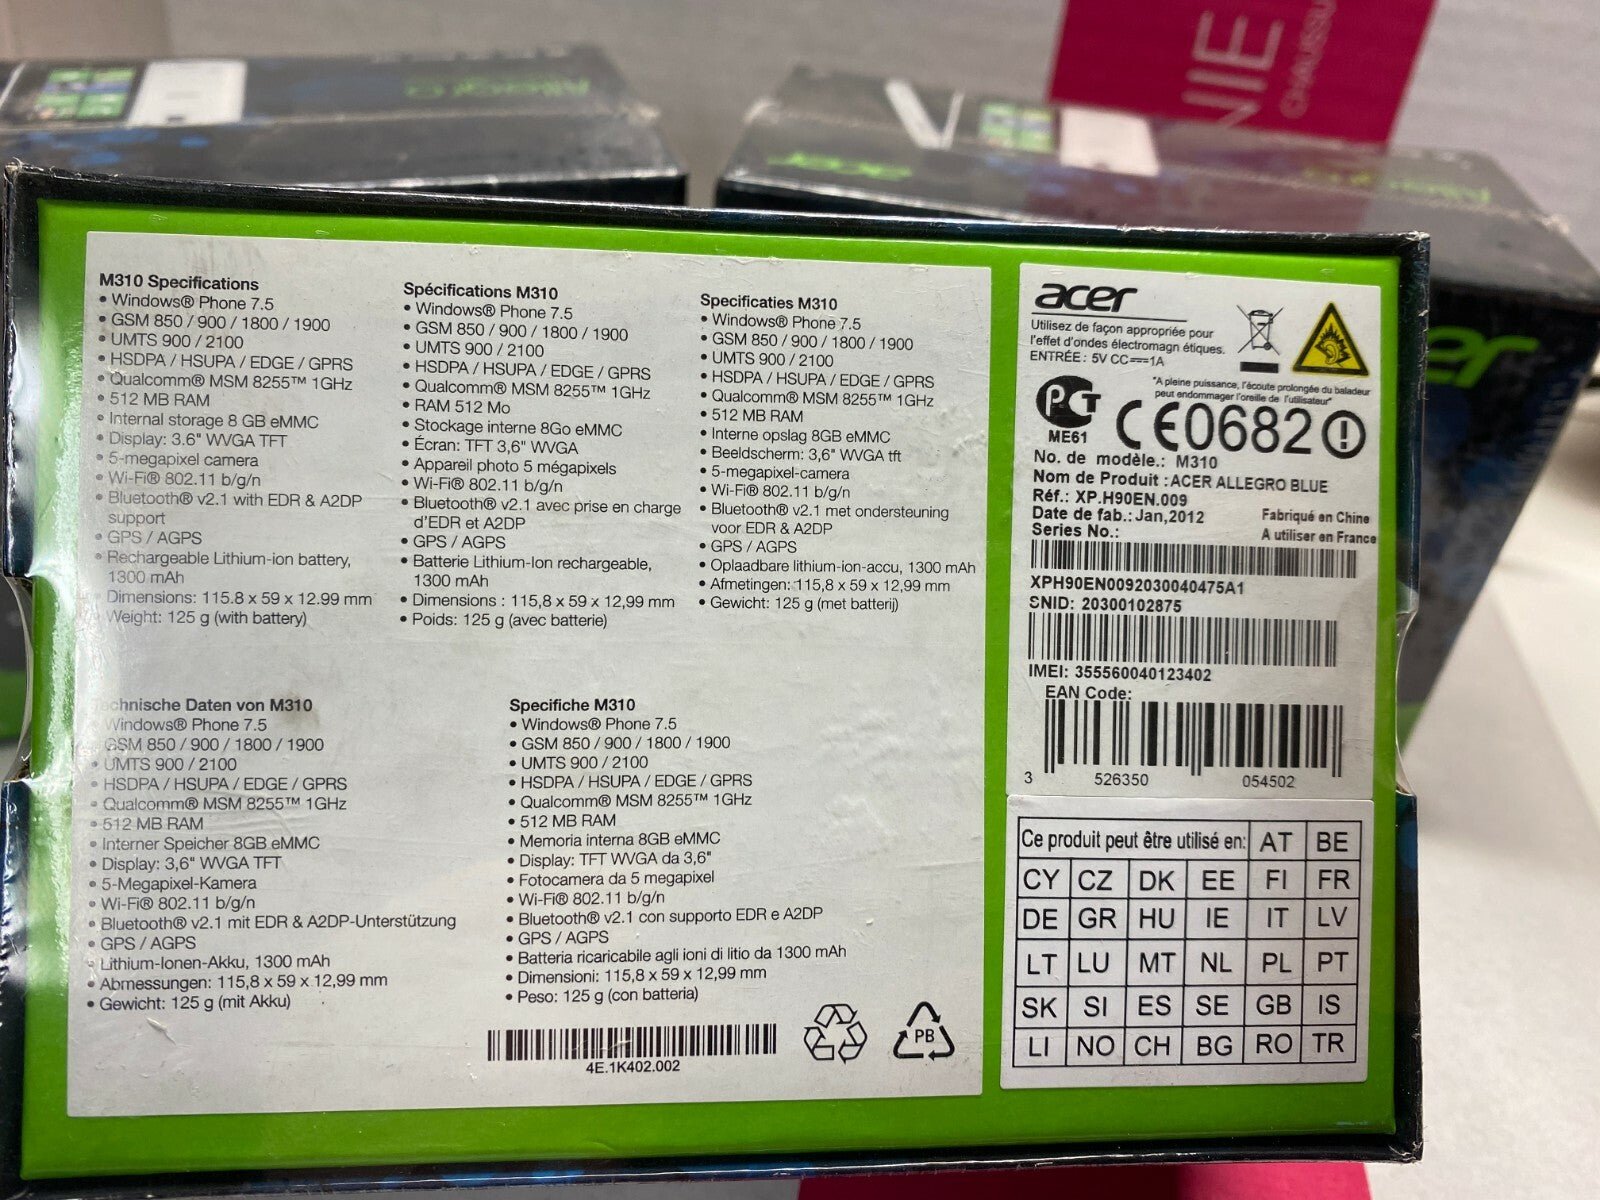 Allegro
acer
NIE
CHAUSSU
M310 Specifications
• Windows® Phone 7.5
• GSM 850 / 900 / 1800 / 1900
• UMTS 900 / 2100
• HSDPA / HSUPA / EDGE / GPRS
• Qualcomm® MSM 8255™ 1GHz
• 512 MB RAM
• Internal storage 8 GB eMMC
• Display: 3.6" WVGA TFT
• 5-megapixel camera
• Wi-Fi® 802.11 b/g/n
• Bluetooth® v2.1 with EDR & A2DP
support
• GPS / AGPS
• Rechargeable Lithium-ion battery,
1300 mAh
• Dimensions: 115.8 x 59 x 12.99 mm
• Weight: 125 g (with battery)
Spécifications M310
• Windows® Phone 7.5
• GSM 850 / 900 / 1800 / 1900
• UMTS 900 / 2100
• HSDPA / HSUPA / EDGE / GPRS
• Qualcomm® MSM 8255™ 1GHz
• RAM 512 Mo
• Stockage interne 8Go eMMC
• Écran: TFT 3,6" WVGA
• Appareil photo 5 mégapixels
• Wi-Fi® 802.11 b/g/n
• Bluetooth® v2.1 avec prise en charge
d'EDR et A2DP
• GPS / AGPS
• Batterie Lithium-Ion rechargeable,
1300 mAh
• Dimensions : 115,8 x 59 x 12,99 mm
• Poids: 125 g (avec batterie)
Specificaties M310
• Windows® Phone 7.5
• GSM 850 / 900 / 1800 / 1900
• UMTS 900 / 2100
• HSDPA / HSUPA / EDGE / GPRS
• Qualcomm® MSM 8255™ 1GHz
• 512 MB RAM
• Interne opslag 8GB eMMC
• Beeldscherm: 3,6" WVGA tft
• 5-megapixel-camera
• Wi-Fi® 802.11 b/g/n
• Bluetooth® v2.1 met ondersteuning
voor EDR & A2DP
• GPS / AGPS
• Oplaadbare lithium-ion-accu, 1300 mAh
• Afmetingen: 115,8 x 59 x 12,99 mm
• Gewicht: 125 g (met batterij)
chnische Daten von M310
Windows® Phone 7.5
• GSM 850 / 900 / 1800 / 1900
• UMTS 900 / 2100
• HSDPA / HSUPA / EDGE / GPRS
• Qualcomm® MSM 8255™ 1GHz
• 512 MB RAM
• Interner Speicher 8GB eMMC
• Display: 3,6" WVGA TFT
• 5-Megapixel-Kamera
• Wi-Fi® 802.11 b/g/n
• Bluetooth® v2.1 mit EDR & A2DP-Unterstützung
• GPS / AGPS
• Lithium-Ionen-Akku, 1300 mAh
• Abmessungen: 115,8 x 59 x 12,99 mm
• Gewicht: 125 g (mit Akku)
Specifiche M310
• Windows® Phone 7.5
• GSM 850 / 900 / 1800 / 1900
• UMTS 900 / 2100
• HSDPA / HSUPA / EDGE / GPRS
• Qualcomm® MSM 8255™ 1GHz
• 512 MB RAM
• Memoria interna 8GB eMMC
• Display: TFT WVGA da 3,6"
• Fotocamera da 5 megapixel
• Wi-Fi® 802.11 b/g/n
• Bluetooth® v2.1 con supporto EDR e A2DP
• GPS / AGPS
• Batteria ricaricabile agli ioni di litio da 1300 mAh
• Dimensioni: 115,8 x 59 x 12,99 mm
• Peso: 125 g (con batteria)
4E.1K402.002
PB
acer
Utilisez de façon appropriée pour
l'effet d'ondes électromagn étiques.
ENTRÉE : 5V CC⎓1A
"A pleine puissance, l'écoute prolongée du baladeur
peut endommager l'oreille de l'utilisateur"
ME61
CE0682
No. de modèle.: M310
Nom de Produit :ACER ALLEGRO BLUE
Réf.: XP.H90EN.009
Date de fab.: Jan,2012 Fabriqué en Chine
Series No.: A utiliser en France
XPH90EN0092030040475A1
SNID: 20300102875
IMEI: 355560040123402
EAN Code:
3 526350 054502
Ce produit peut être utilisé en: AT BE
CY CZ DK EE FI FR
DE GR HU IE IT LV
LT LU MT NL PL PT
SK SI ES SE GB IS
LI NO CH BG RO TR
er